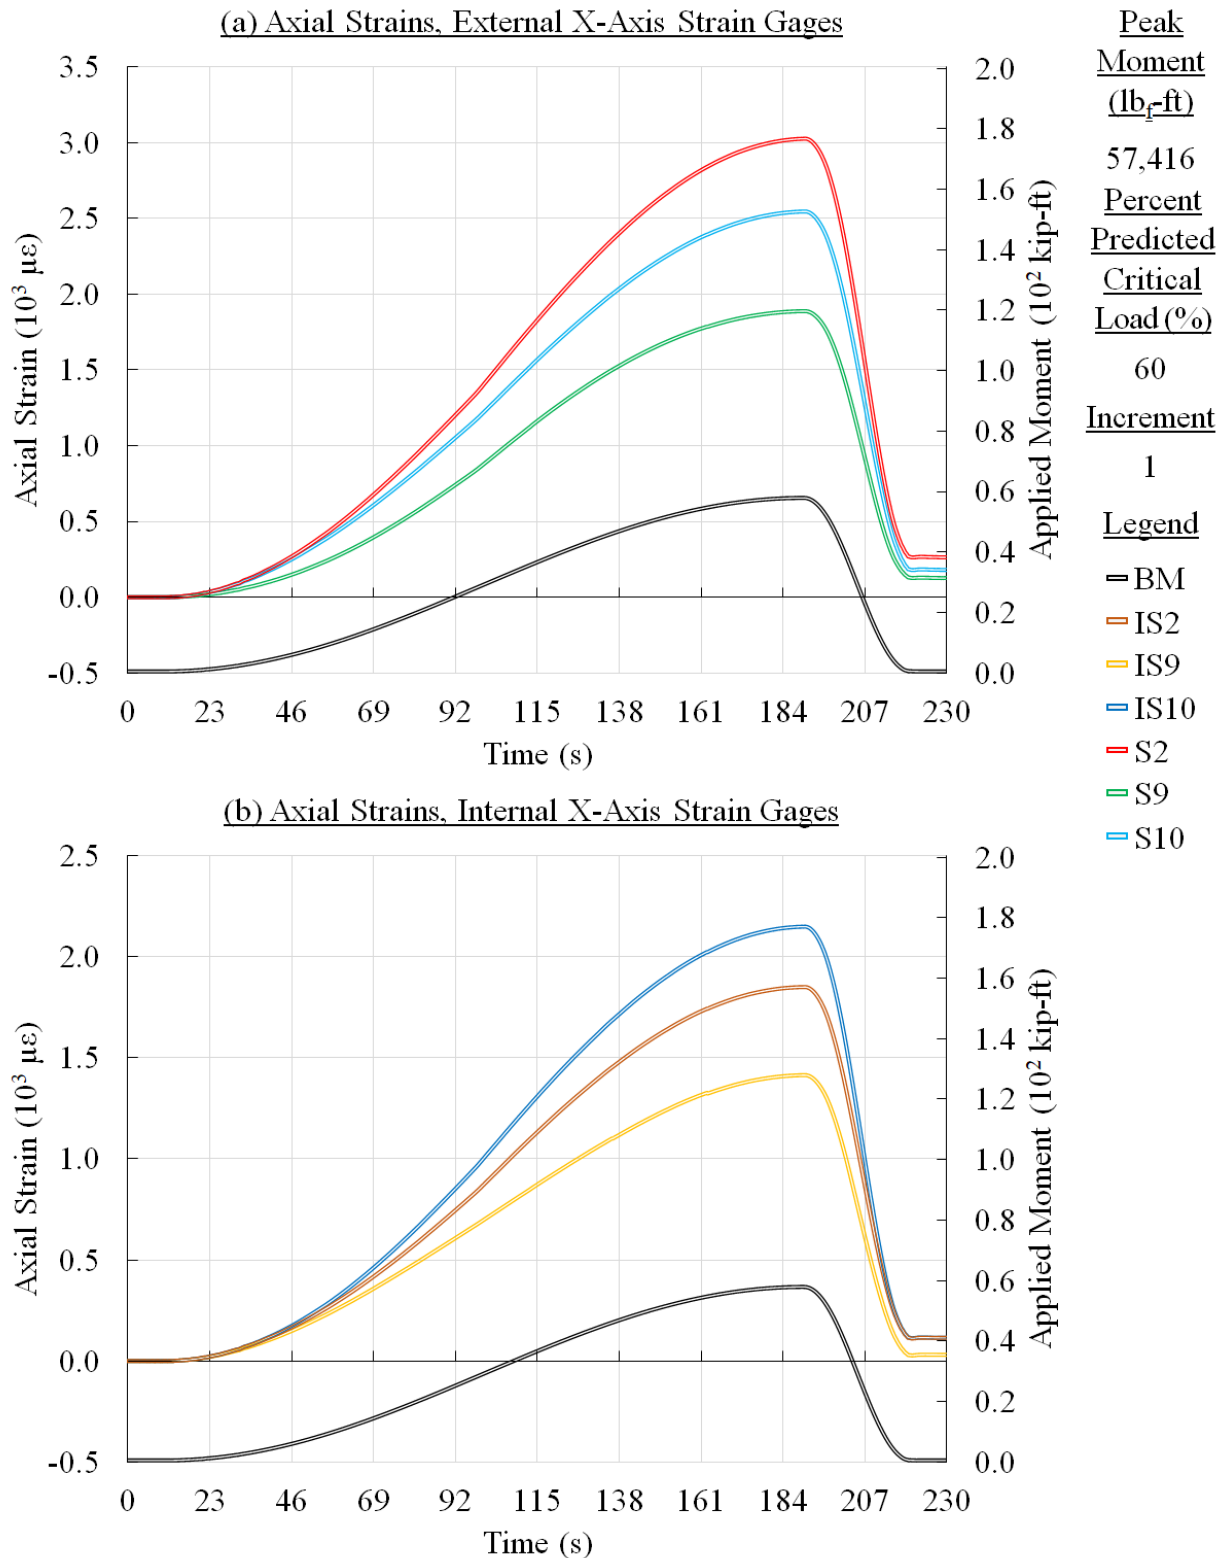 (a) Axial Strains, External X-Axis Strain Gages
3.5
3.0
2.5
2.0
1.5
1.0
0.5
0.0
-0.5
Axial Strain (10³ με)
2.0
1.8
1.6
1.4
1.2
1.0
0.8
0.6
0.4
0.2
0.0
Applied Moment (10² kip-ft)
0 23 46 69 92 115 138 161 184 207 230
Time (s)
(b) Axial Strains, Internal X-Axis Strain Gages
2.5
2.0
1.5
1.0
0.5
0.0
-0.5
Axial Strain (10³ με)
2.0
1.8
1.6
1.4
1.2
1.0
0.8
0.6
0.4
0.2
0.0
Applied Moment (10² kip-ft)
0 23 46 69 92 115 138 161 184 207 230
Time (s)
Peak
Moment
(lb_f-ft)
57,416
Percent
Predicted
Critical
Load (%)
60
Increment
1
Legend
BM
IS2
IS9
IS10
S2
S9
S10